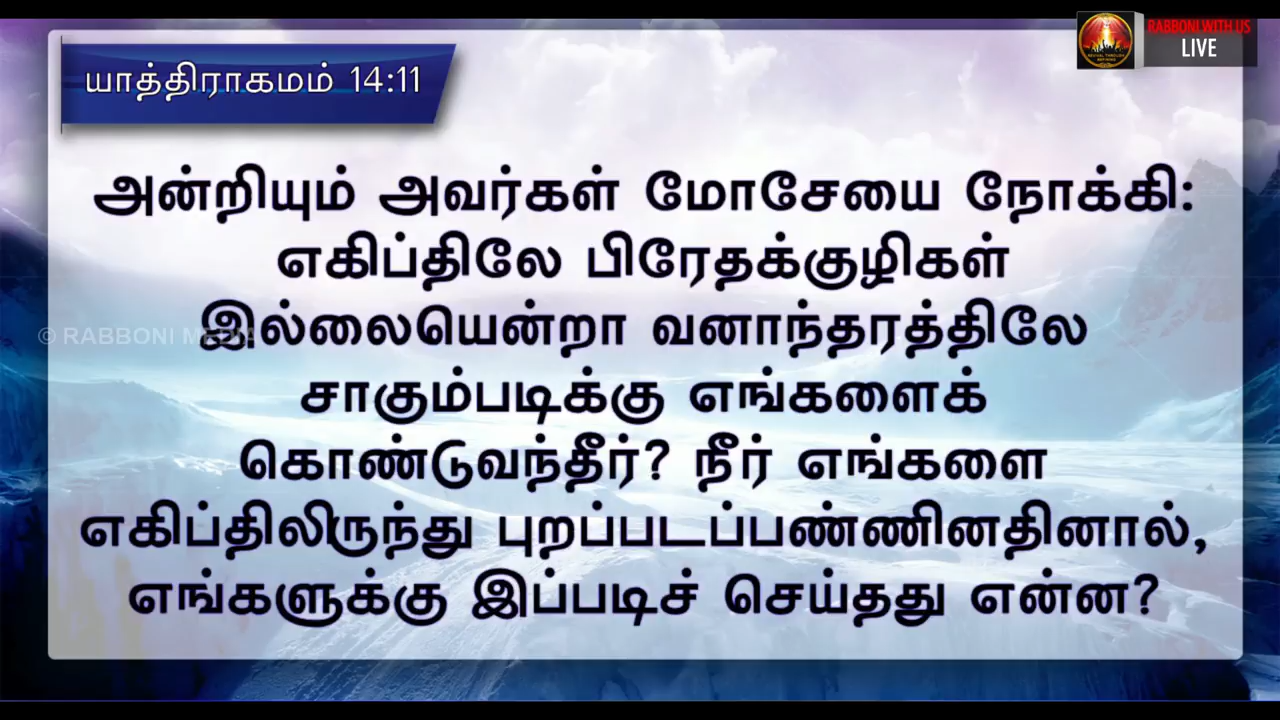 RABBONI WITH US
LIVE
யாத்திராகமம் 14:11
அன்றியும் அவர்கள் மோசேயை நோக்கி:
எகிப்திலே பிரேதக்குழிகள்
இல்லையென்றா வனாந்தரத்திலே
© RABBONI MEDIA
சாகும்படிக்கு எங்களைக்
கொண்டுவந்தீர்? நீர் எங்களை
எகிப்திலிருந்து புறப்படப்பண்ணினதினால்,
எங்களுக்கு இப்படிச் செய்தது என்ன?